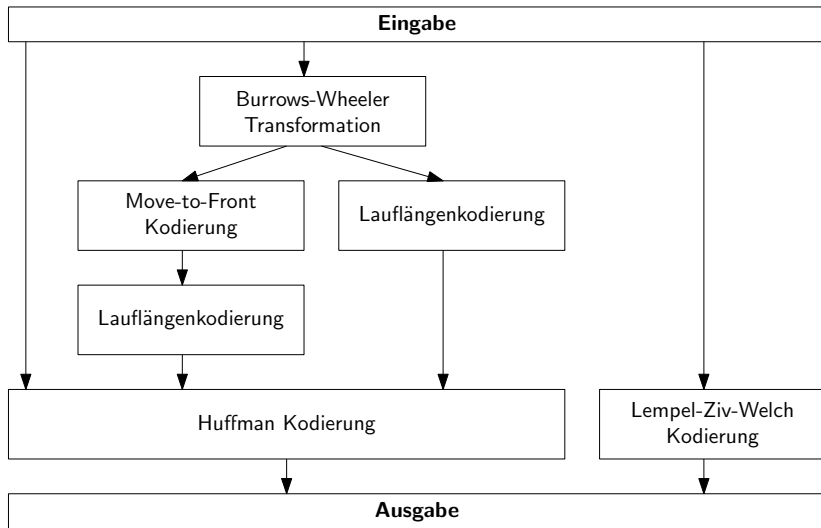 Eingabe
Burrows-Wheeler
Transformation
Move-to-Front
Kodierung
Lauflängenkodierung
Lauflängenkodierung
Huffman Kodierung
Lempel-Ziv-Welch
Kodierung
Ausgabe